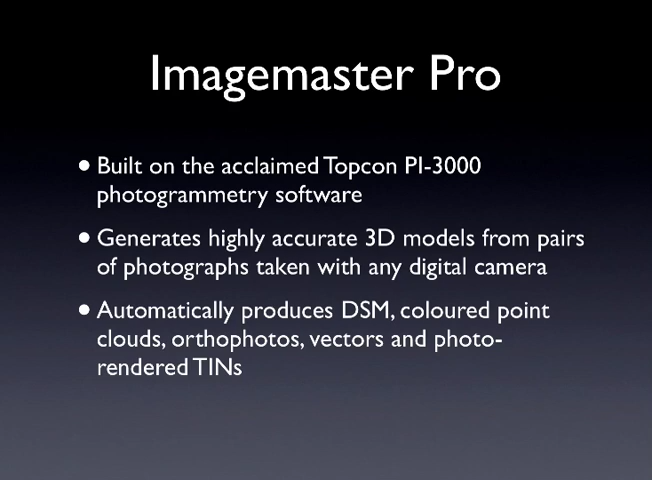 Imagemaster Pro
• Built on the acclaimed Topcon PI-3000
photogrammetry software
• Generates highly accurate 3D models from pairs
of photographs taken with any digital camera
• Automatically produces DSM, coloured point
clouds, orthophotos, vectors and photo-
rendered TINs